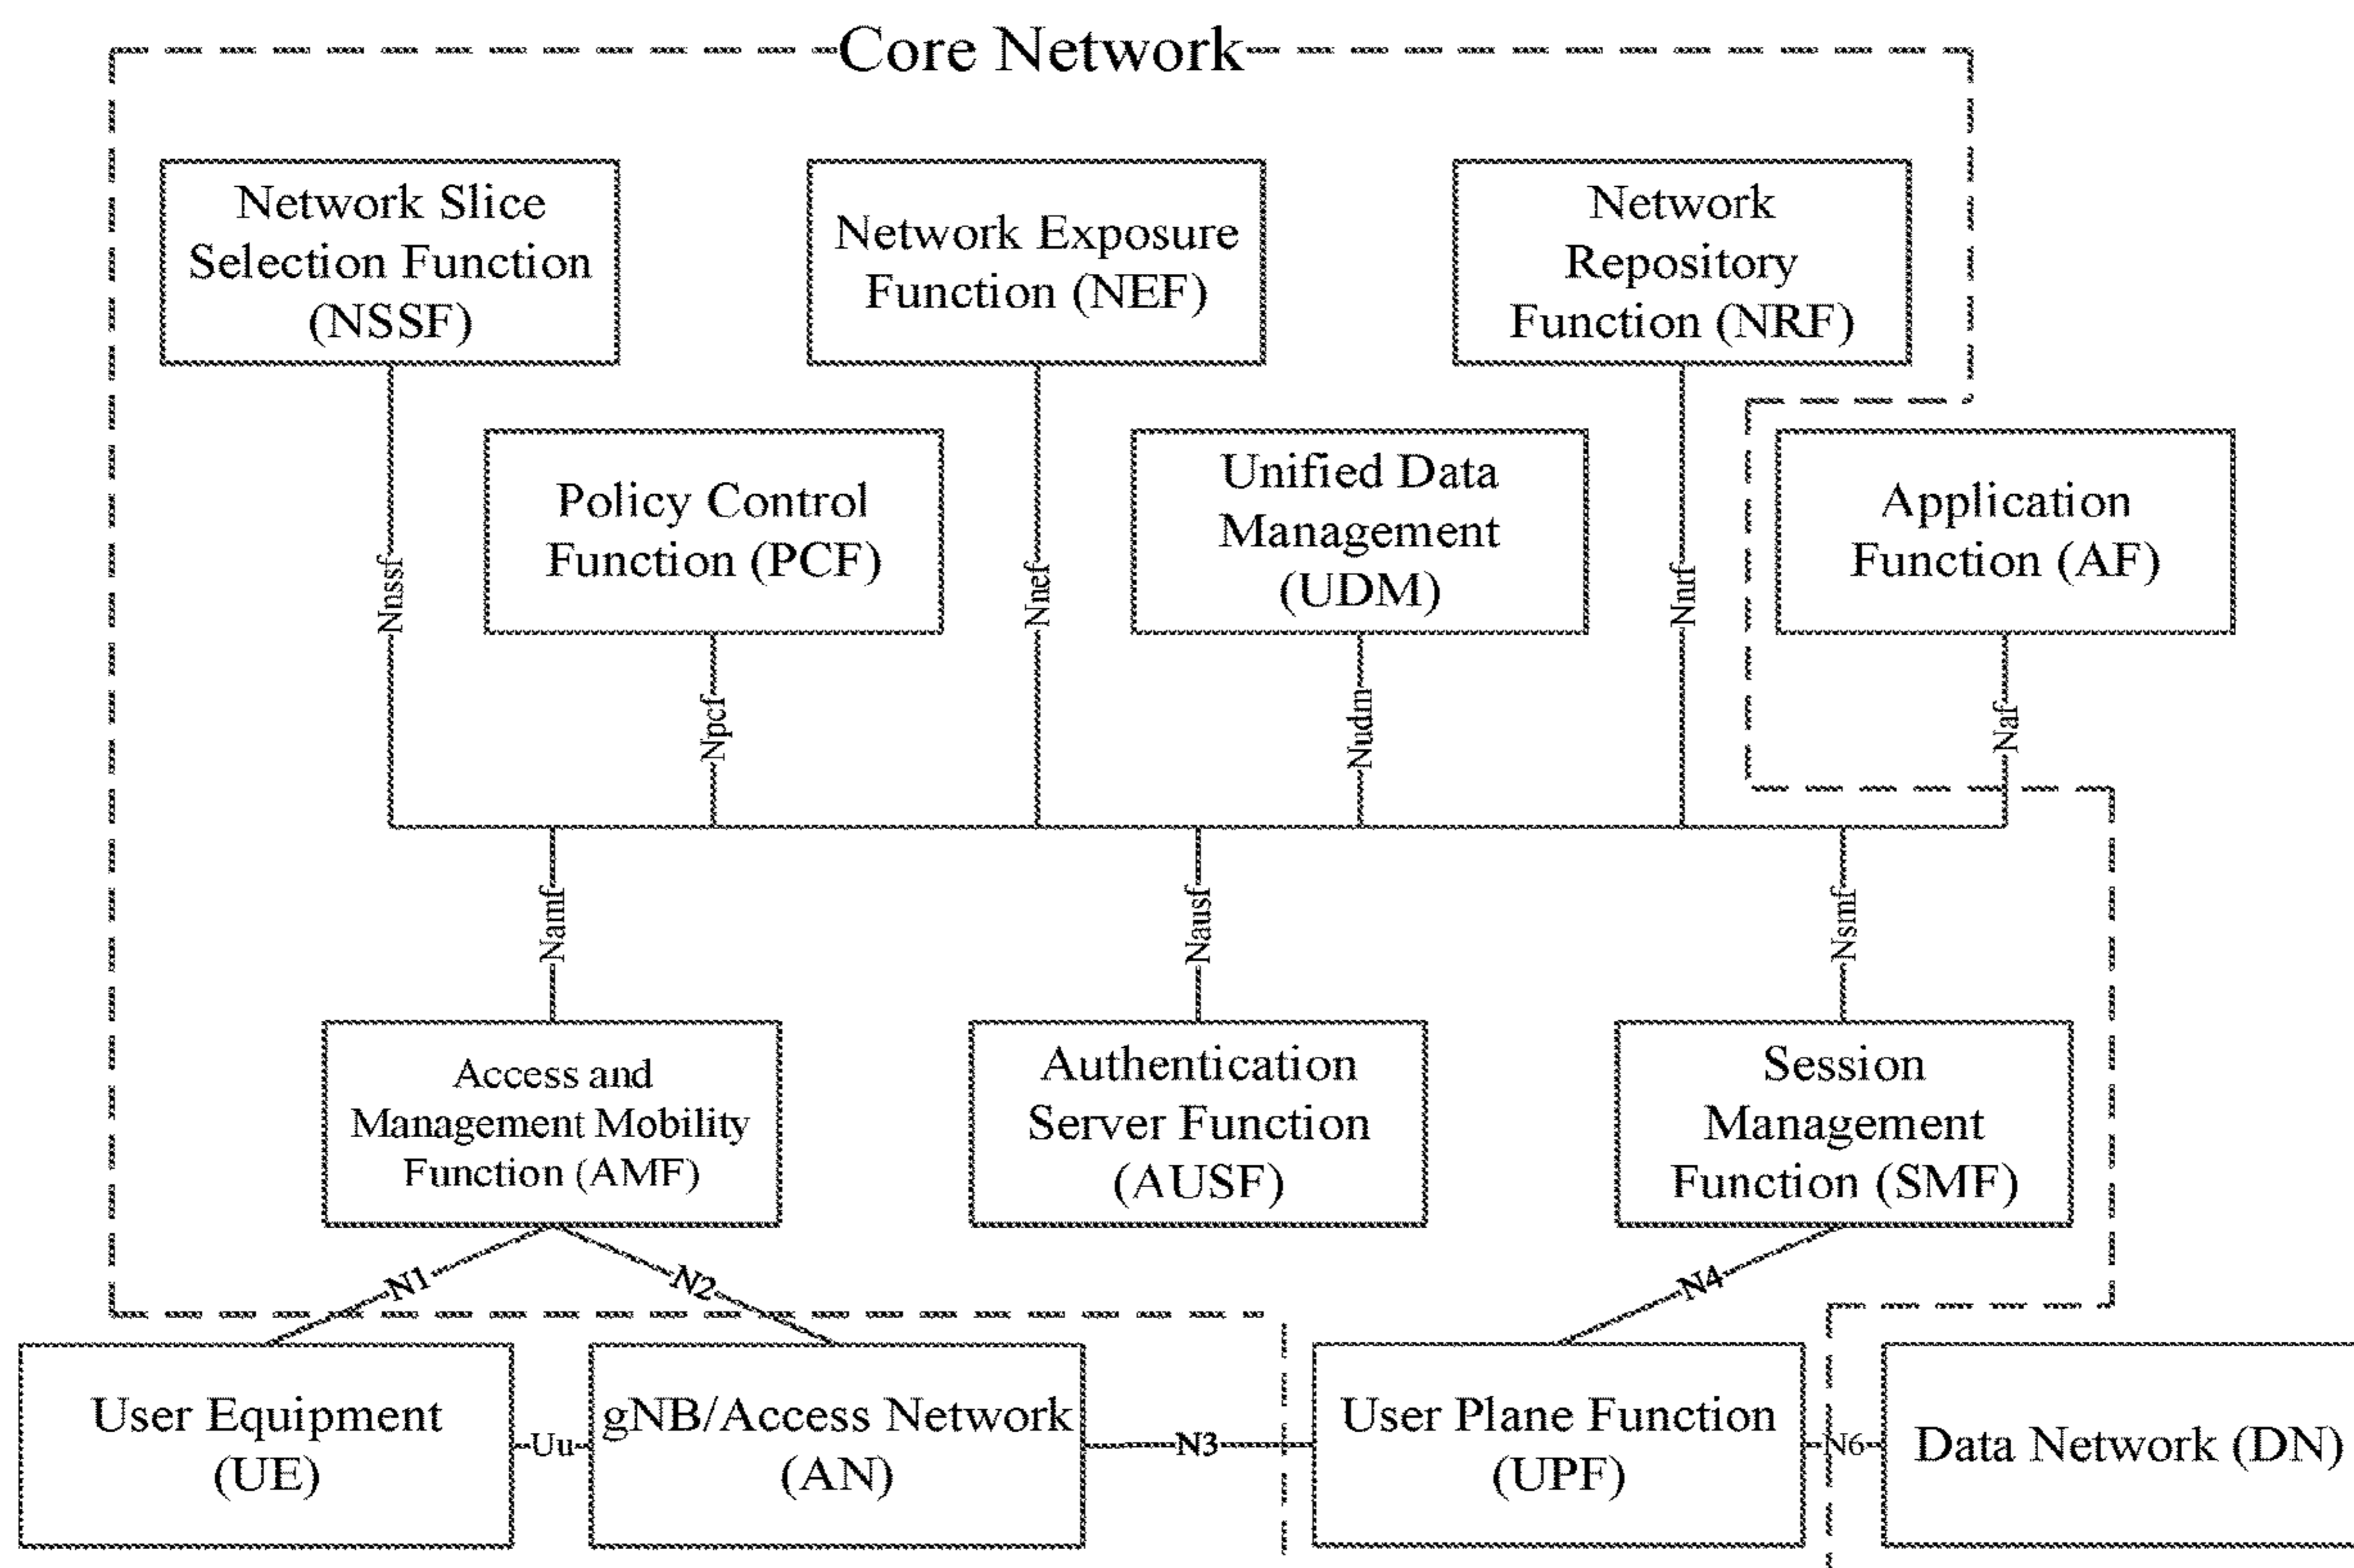 Core Network
Network Slice
Selection Function
(NSSF)
Network Exposure
Function (NEF)
Network
Repository
Function (NRF)
Policy Control
Function (PCF)
Unified Data
Management
(UDM)
Application
Function (AF)
Nnssf
Npcf
Nnef
Nudm
Nnrf
Naf
Namf
Nausf
Nsmf
Access and
Management Mobility
Function (AMF)
Authentication
Server Function
(AUSF)
Session
Management
Function (SMF)
N1
N2
N4
User Equipment
(UE)
Uu
gNB/Access Network
(AN)
N3
User Plane Function
(UPF)
N6
Data Network (DN)